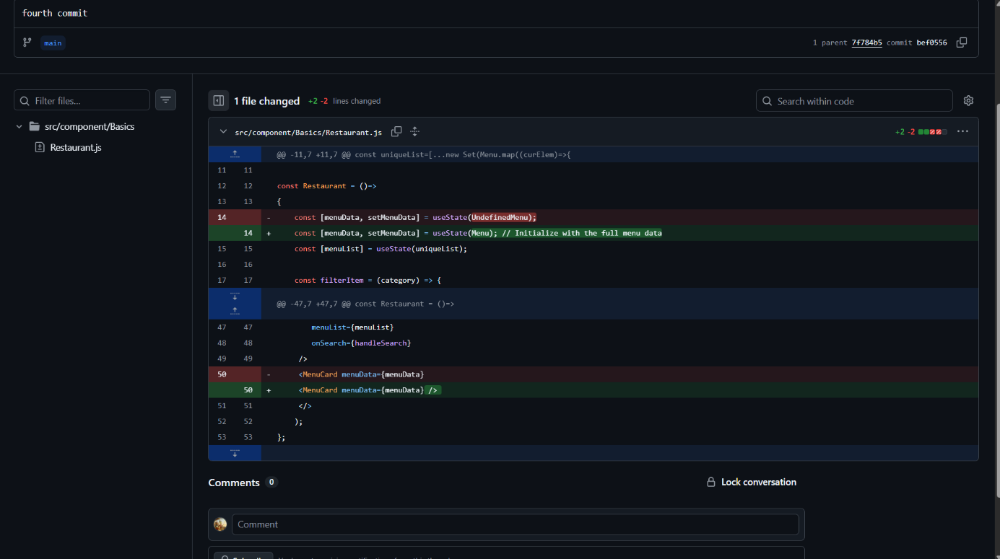 fourth commit
main
1 parent 7f784b5 commit bef0556
Filter files...
src/component/Basics
Restaurant.js
1 file changed +2 -2 lines changed
Search within code
src/component/Basics/Restaurant.js
+2 -2
@@ -11,7 +11,7 @@ const uniqueList=[...new Set(Menu.map((curElem)=>{
11 11
12 12 const Restaurant = ()=>
13 13 {
14 - const [menuData, setMenuData] = useState(UndefinedMenu);
14 + const [menuData, setMenuData] = useState(Menu); // Initialize with the full menu data
15 15 const [menuList] = useState(uniqueList);
16 16
17 17 const filterItem = (category) => {
@@ -47,7 +47,7 @@ const Restaurant = ()=>
47 47 menuList={menuList}
48 48 onSearch={handleSearch}
49 49 />
50 - <MenuCard menuData={menuData}
50 + <MenuCard menuData={menuData} />
51 51 </>
52 52 );
53 53 };
Comments 0
Lock conversation
Comment